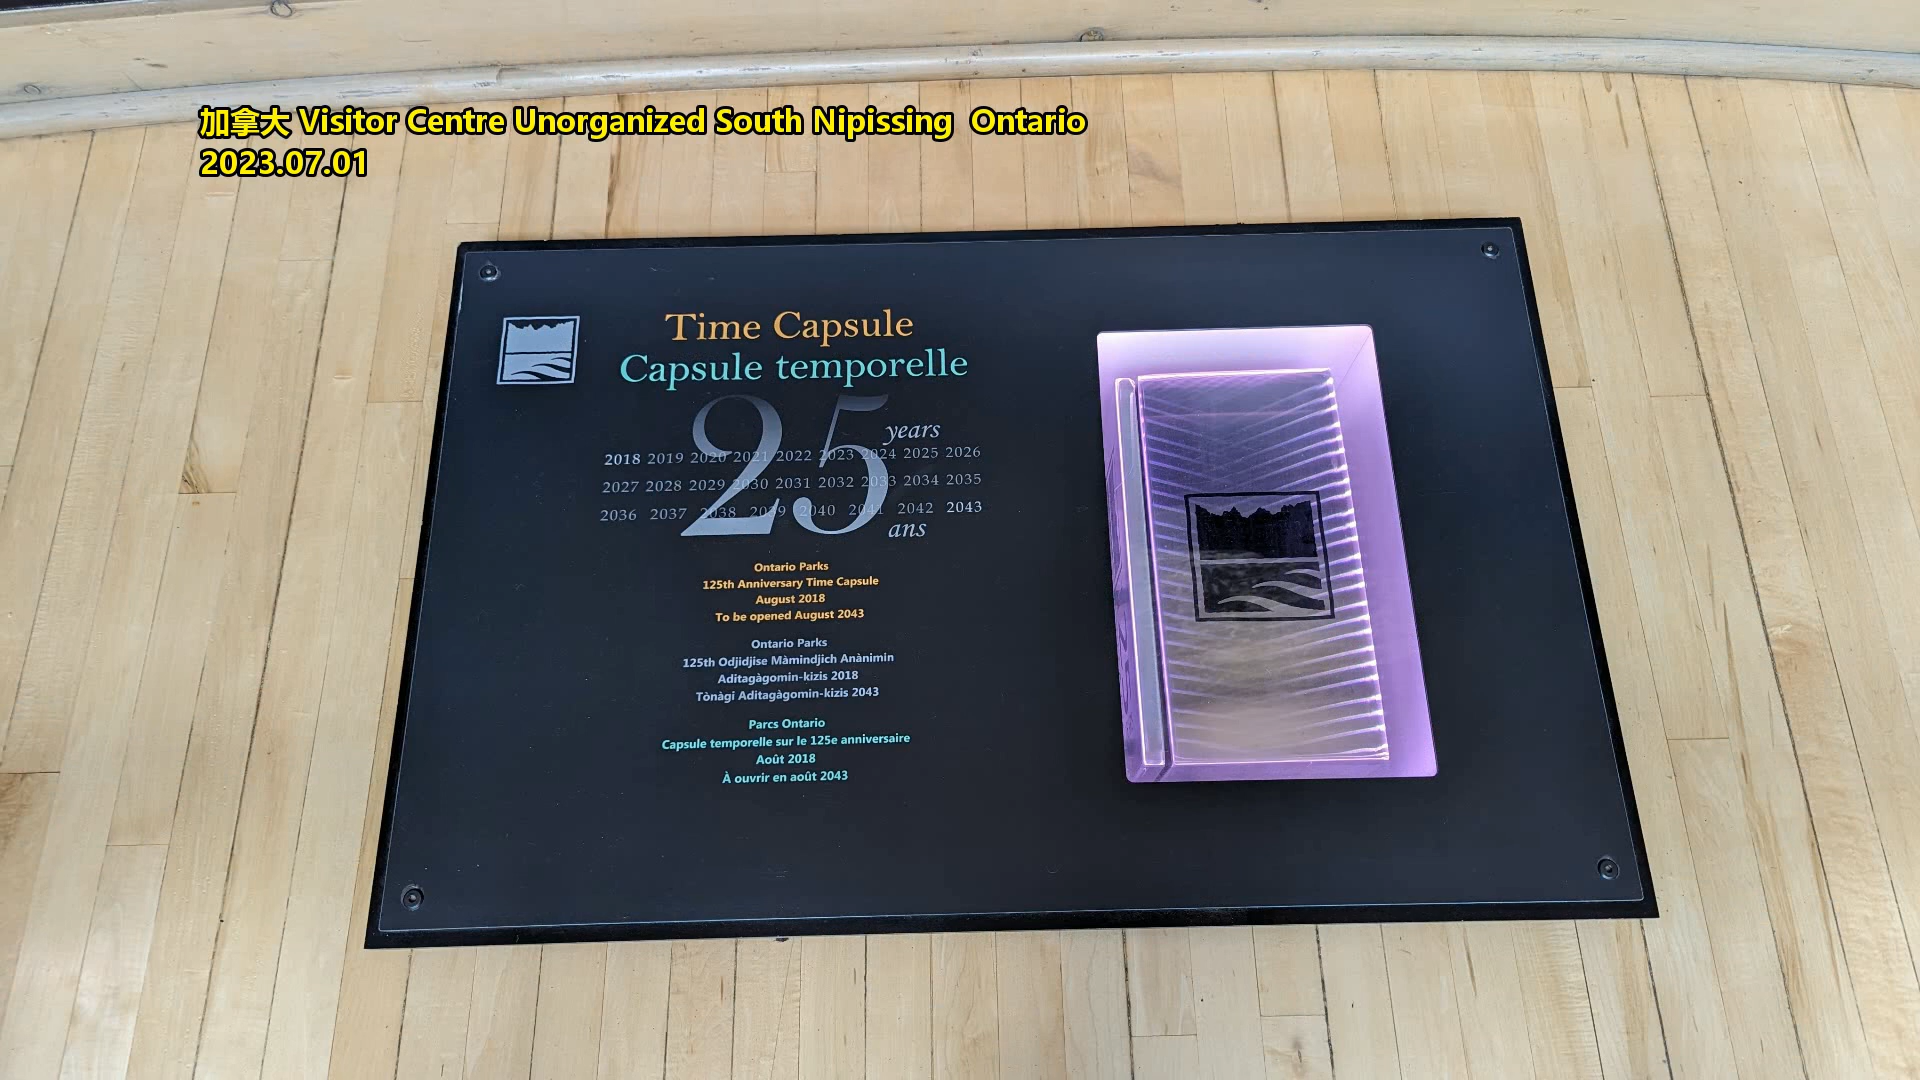 加拿大 Visitor Centre Unorganized South Nipissing Ontario
2023.07.01
Time Capsule
Capsule temporelle
25 years
2018 2019 2020 2021 2022 2023 2024 2025 2026
2027 2028 2029 2030 2031 2032 2033 2034 2035
2036 2037 2038 2039 2040 2041 2042 2043
ans
Ontario Parks
125th Anniversary Time Capsule
August 2018
To be opened August 2043
Ontario Parks
125th Odjidjise Màmindjich Anànimin
Aditagàgomin-kizis 2018
Tònàgi Aditagàgomin-kizis 2043
Parcs Ontario
Capsule temporelle sur le 125e anniversaire
Août 2018
À ouvrir en août 2043